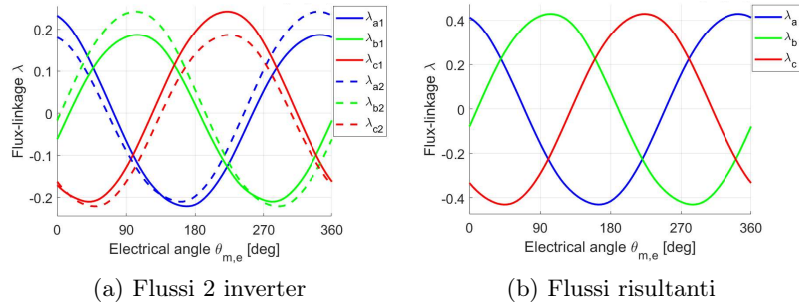 Flux-linkage λ
0.2
0.1
0
-0.1
-0.2
0 90 180 270 360
Electrical angle θm,e [deg]
λa1
λb1
λc1
λa2
λb2
λc2
(a) Flussi 2 inverter
Flux-linkage λ
0.4
0.2
0
-0.2
-0.4
0 90 180 270 360
Electrical angle θm,e [deg]
λa
λb
λc
(b) Flussi risultanti